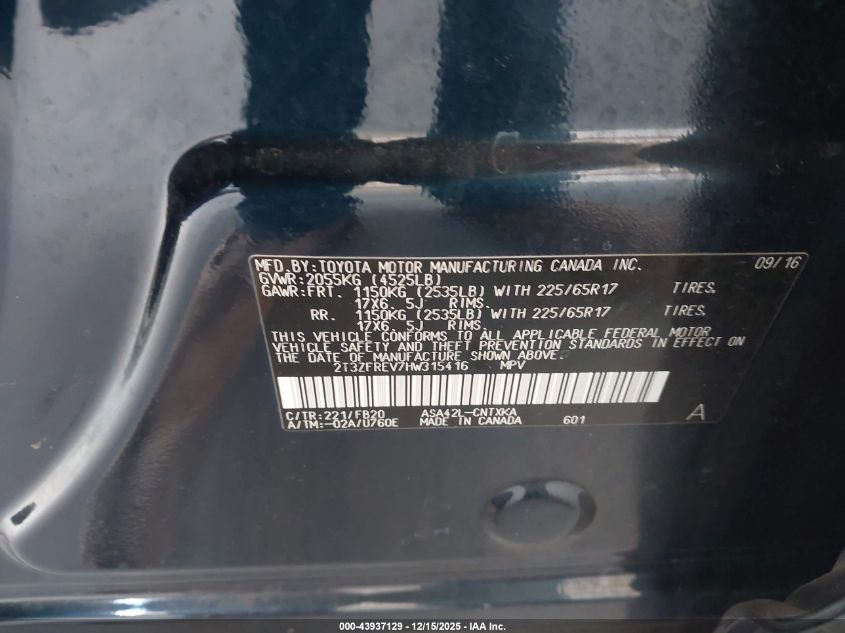 MFD.BY:TOYOTA MOTOR MANUFACTURING CANADA INC. 09/16
GVWR:2055KG (4525LB)
GAWR:FRT. 1150KG (2535LB) WITH 225/65R17 TIRES.
17X6. 5J RIMS.
RR. 1150KG (2535LB) WITH 225/65R17 TIRES.
17X6. 5J RIMS.
THIS VEHICLE CONFORMS TO ALL APPLICABLE FEDERAL MOTOR
VEHICLE SAFETY AND THEFT PREVENTION STANDARDS IN EFFECT ON
THE DATE OF MANUFACTURE SHOWN ABOVE.
2T3ZFREV7HW315416 MPV
C/TR:221/FB20 ASA42L-CNTXKA A
A/TM:-02A/U760E MADE IN CANADA 601
000-43937129 - 12/15/2025 - IAA Inc.